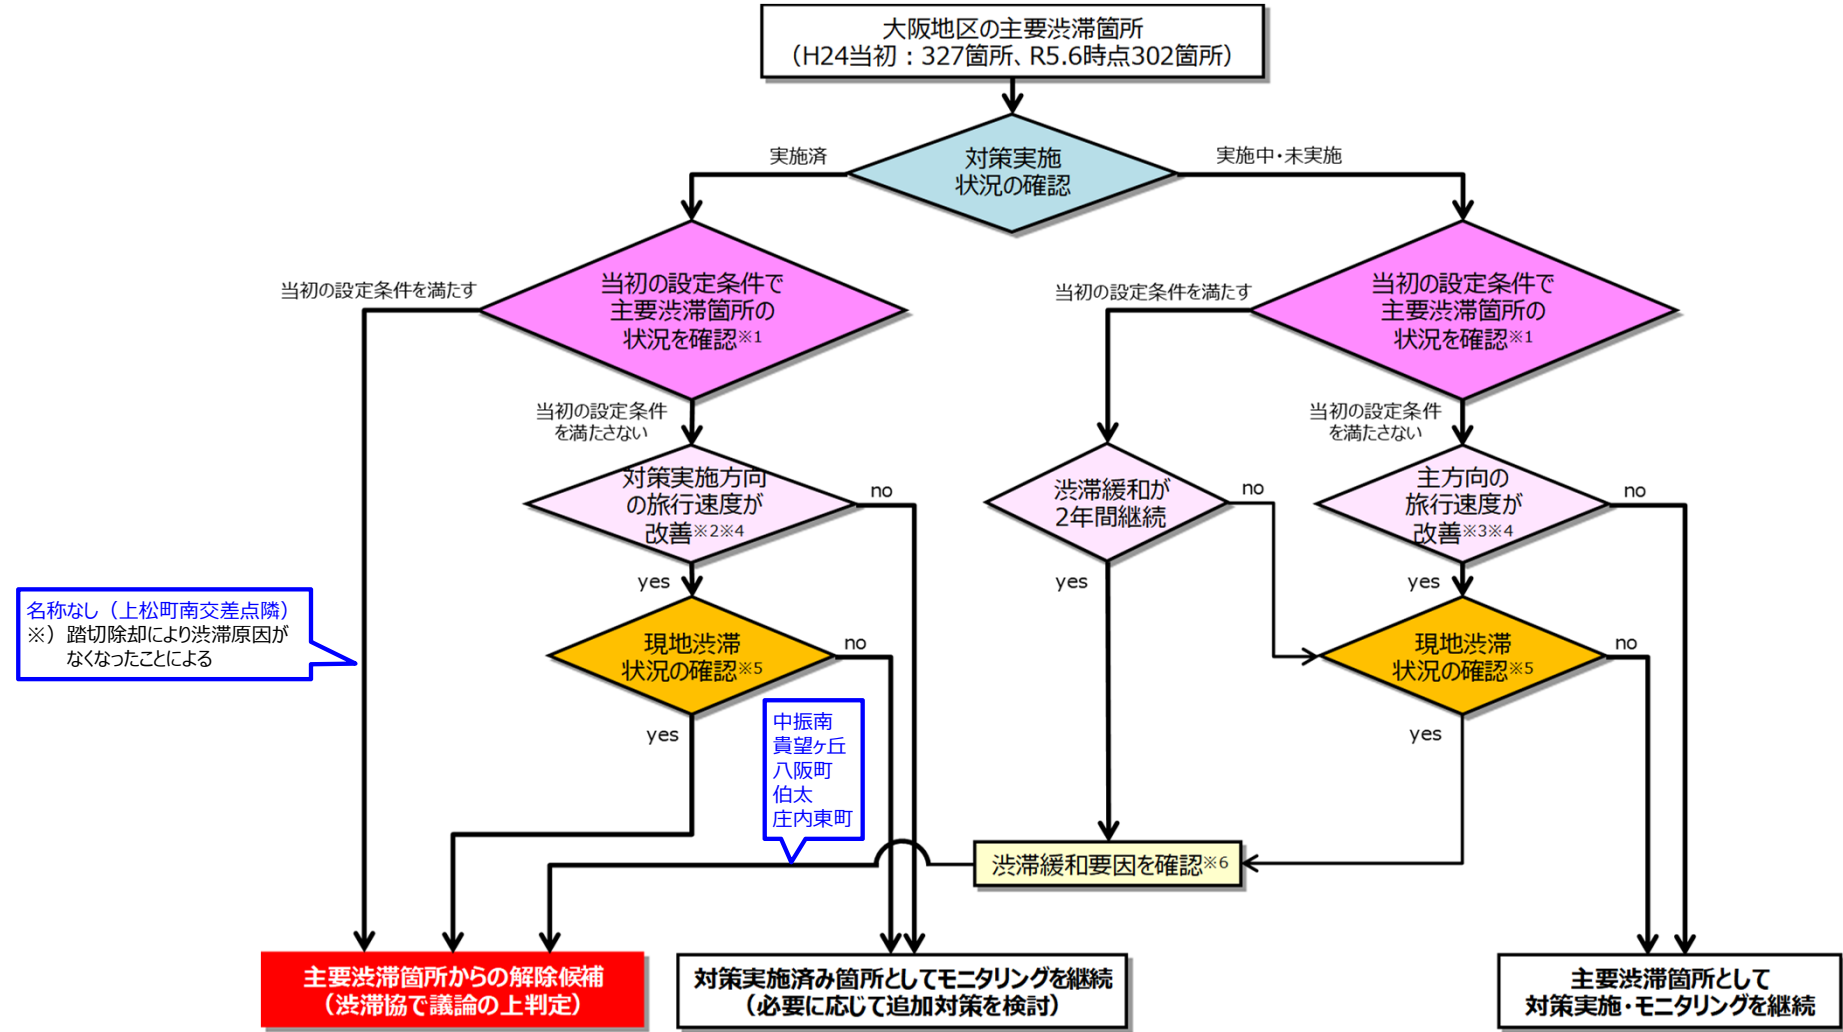 大阪地区の主要渋滞箇所
（H24当初：327箇所、R5.6時点302箇所）
対策実施
状況の確認
実施済
実施中・未実施
当初の設定条件で
主要渋滞箇所の
状況を確認※1
当初の設定条件を満たす
当初の設定条件
を満たさない
当初の設定条件で
主要渋滞箇所の
状況を確認※1
当初の設定条件を満たす
当初の設定条件
を満たさない
対策実施方向
の旅行速度が
改善※2※4
no
yes
渋滞緩和が
2年間継続
no
yes
主方向の
旅行速度が
改善※3※4
no
yes
名称なし（上松町南交差点隣）
※）踏切除却により渋滞原因が
なくなったことによる
現地渋滞
状況の確認※5
no
yes
現地渋滞
状況の確認※5
no
yes
中振南
貴望ヶ丘
八阪町
伯太
庄内東町
渋滞緩和要因を確認※6
主要渋滞箇所からの解除候補
（渋滞協で議論の上判定）
対策実施済み箇所としてモニタリングを継続
（必要に応じて追加対策を検討）
主要渋滞箇所として
対策実施・モニタリングを継続